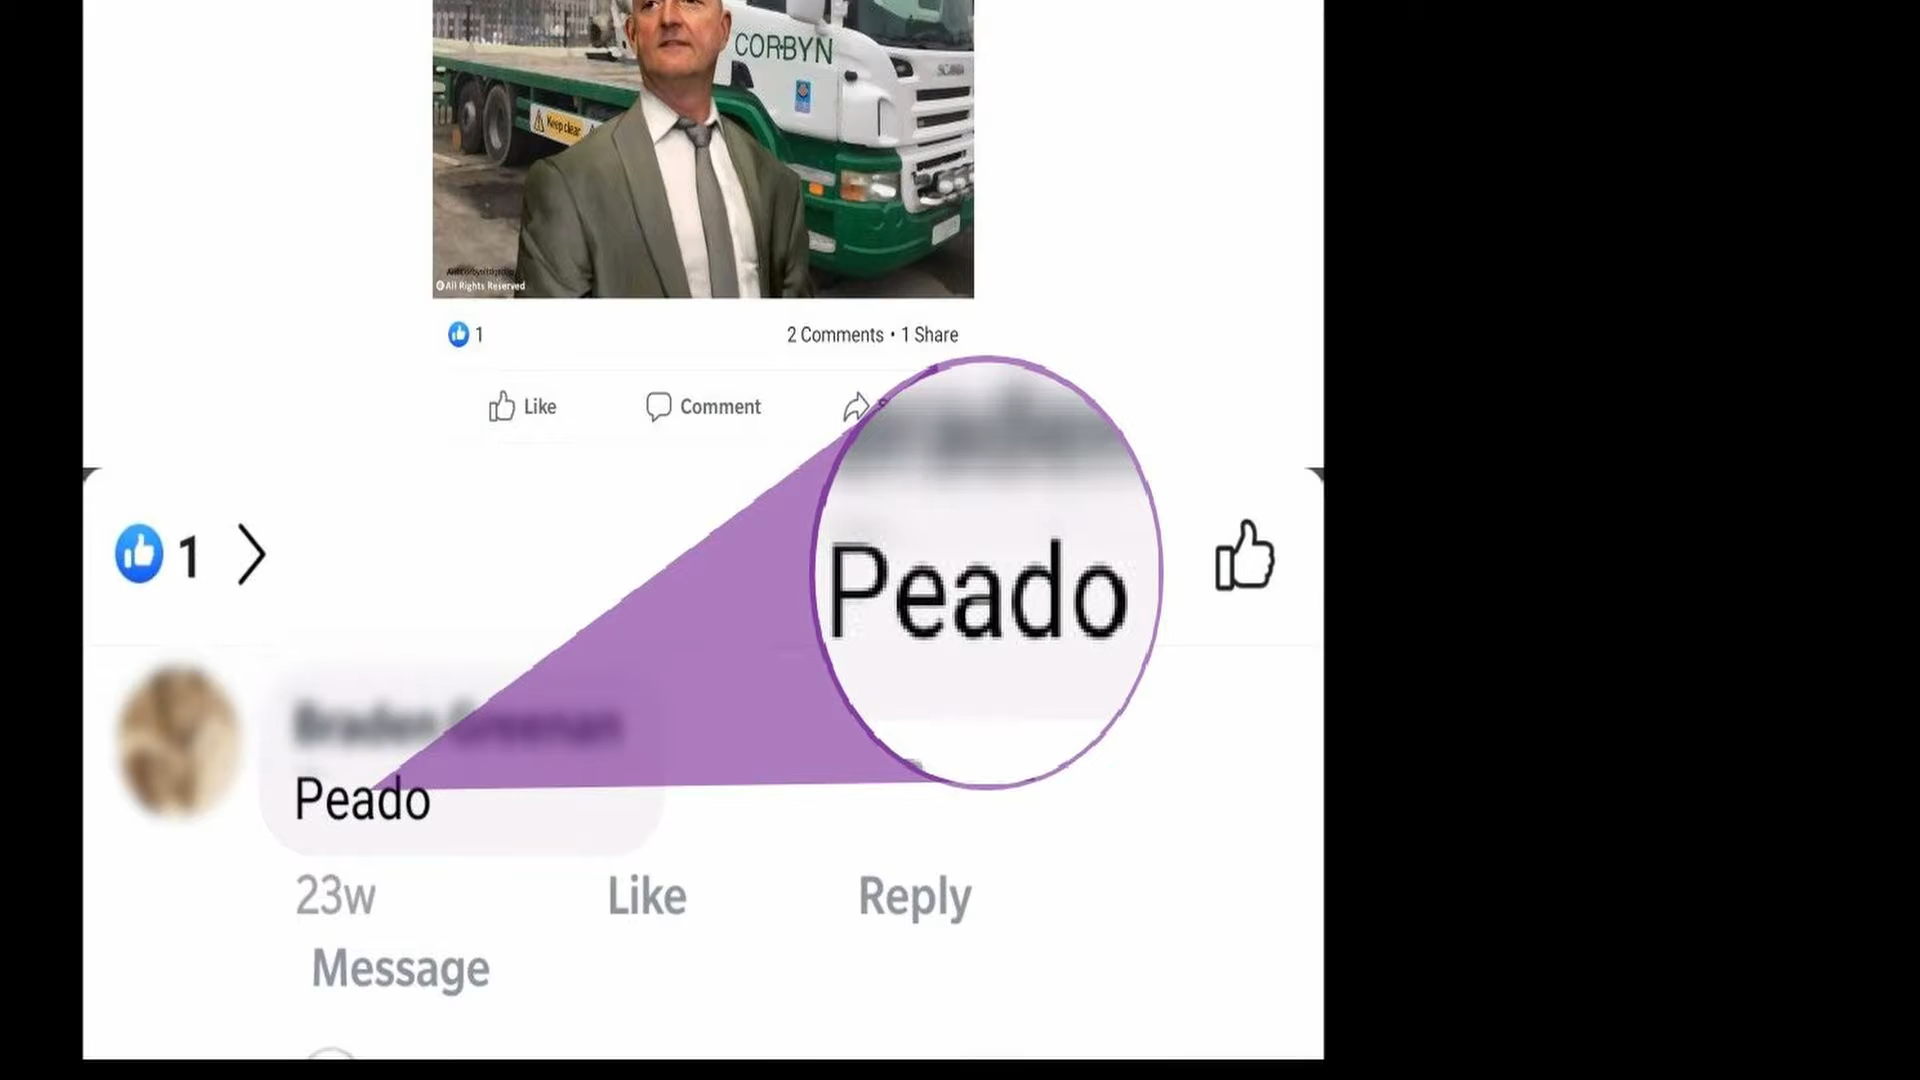 CORBYN
SCANIA
Keep clear
© All Rights Reserved
1
2 Comments • 1 Share
Like
Comment
1
Peado
Peado
23w
Like
Reply
Message